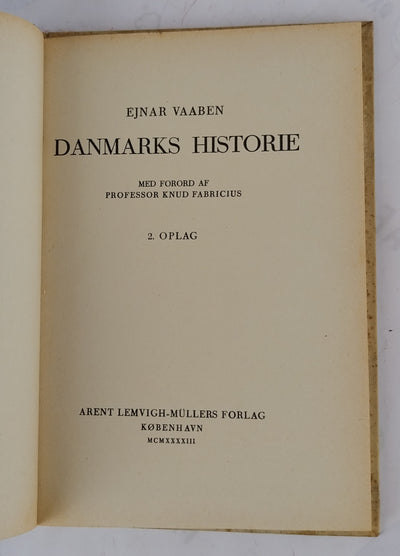 EJNAR VAABEN
DANMARKS HISTORIE
MED FORORD AF
PROFESSOR KNUD FABRICIUS
2. OPLAG
ARENT LEMVIGH-MÜLLERS FORLAG
KØBENHAVN
MCMXXXXIII